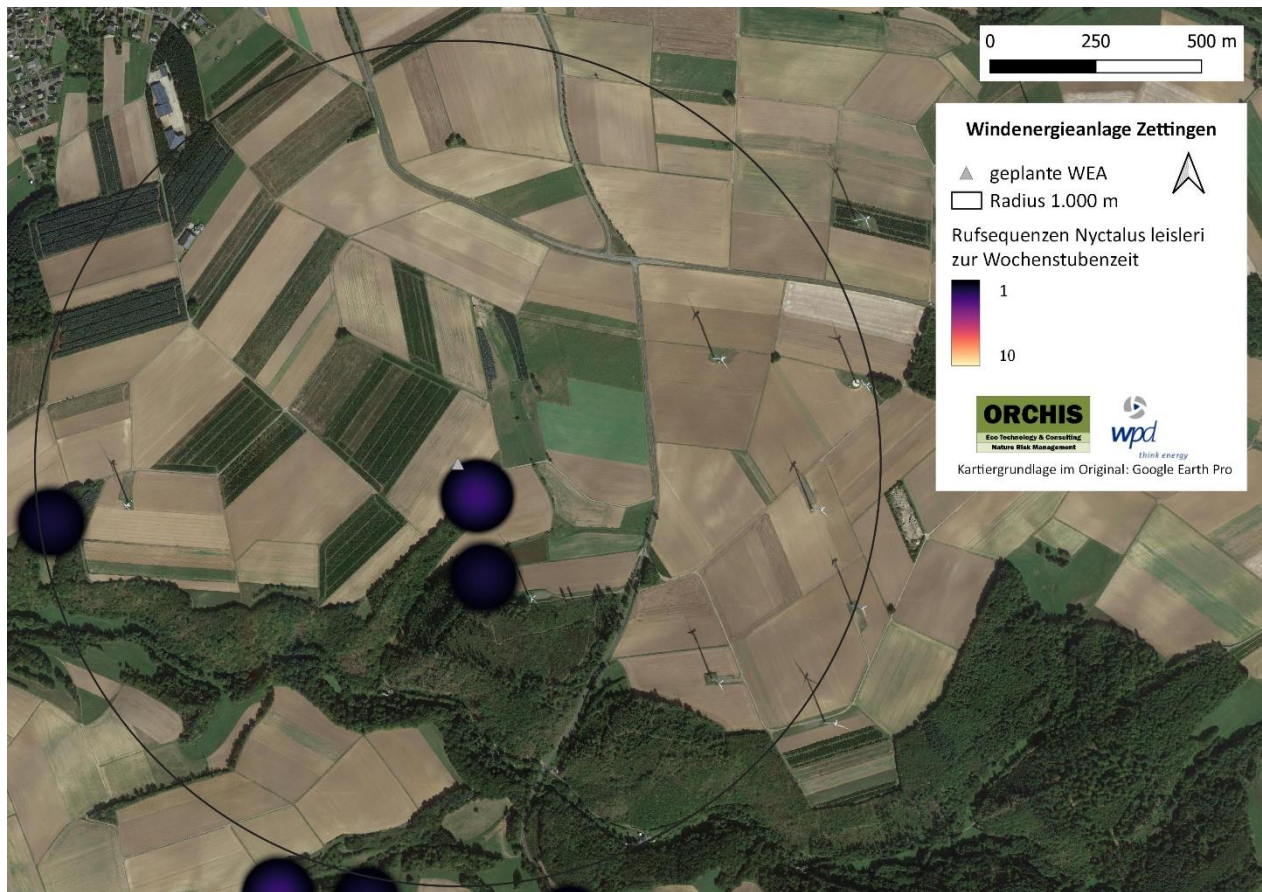 0 250 500 m
Windenergieanlage Zettingen
geplante WEA
Radius 1.000 m
Rufsequenzen Nyctalus leisleri
zur Wochenstubenzeit
1
10
ORCHIS
Eco Technology & Consulting
Nature Risk Management
wpd
think energy
Kartiergrundlage im Original: Google Earth Pro